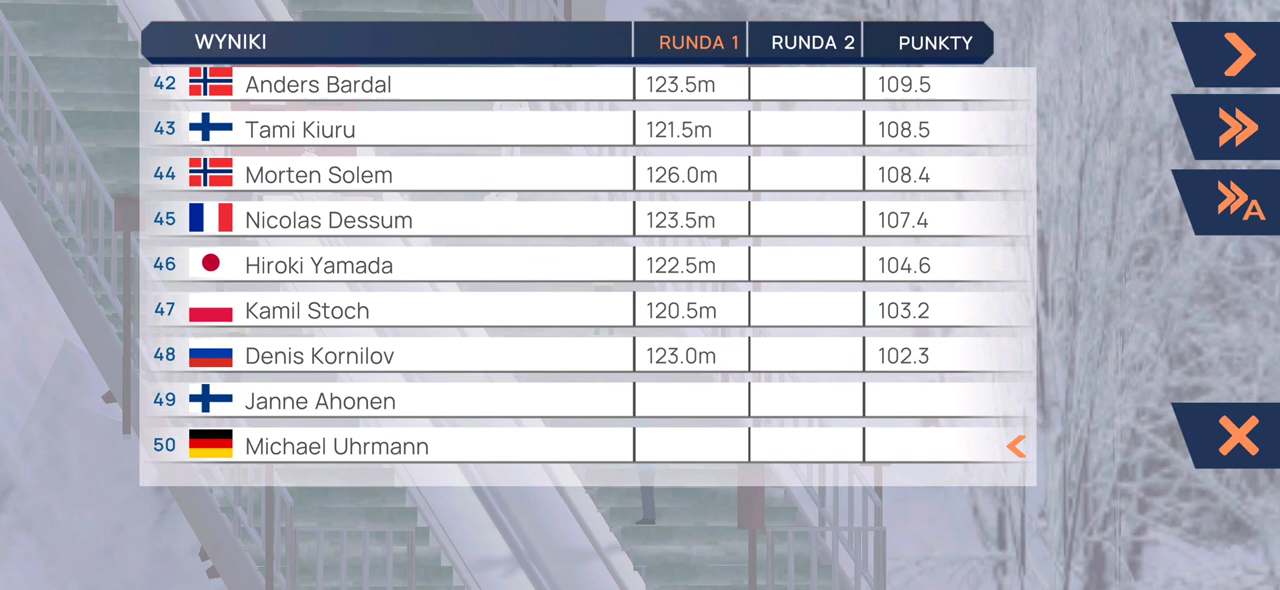 WYNIKI RUNDA 1 RUNDA 2 PUNKTY
42 Anders Bardal 123.5m 109.5
43 Tami Kiuru 121.5m 108.5
44 Morten Solem 126.0m 108.4
45 Nicolas Dessum 123.5m 107.4
46 Hiroki Yamada 122.5m 104.6
47 Kamil Stoch 120.5m 103.2
48 Denis Kornilov 123.0m 102.3
49 Janne Ahonen
50 Michael Uhrmann
A